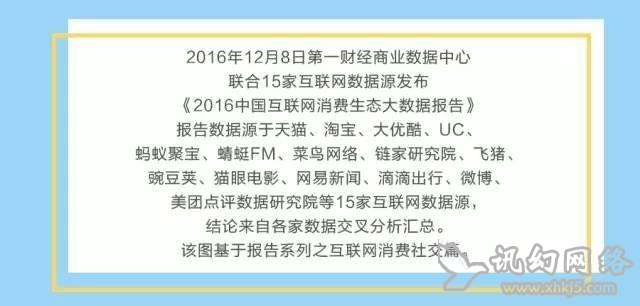 2016年12月8日第一财经商业数据中心
联合15家互联网数据源发布
《2016中国互联网消费生态大数据报告》
报告数据源于天猫、淘宝、大优酷、UC、
蚂蚁聚宝、蜻蜓FM、菜鸟网络、链家研究院、飞猪、
豌豆荚、猫眼电影、网易新闻、滴滴出行、微博、
美团点评数据研究院等15家互联网数据源，
结论来自各家数据交叉分析汇总。
该图基于报告系列之互联网消费社交篇。
讯幻网络
www.xhkj5.com